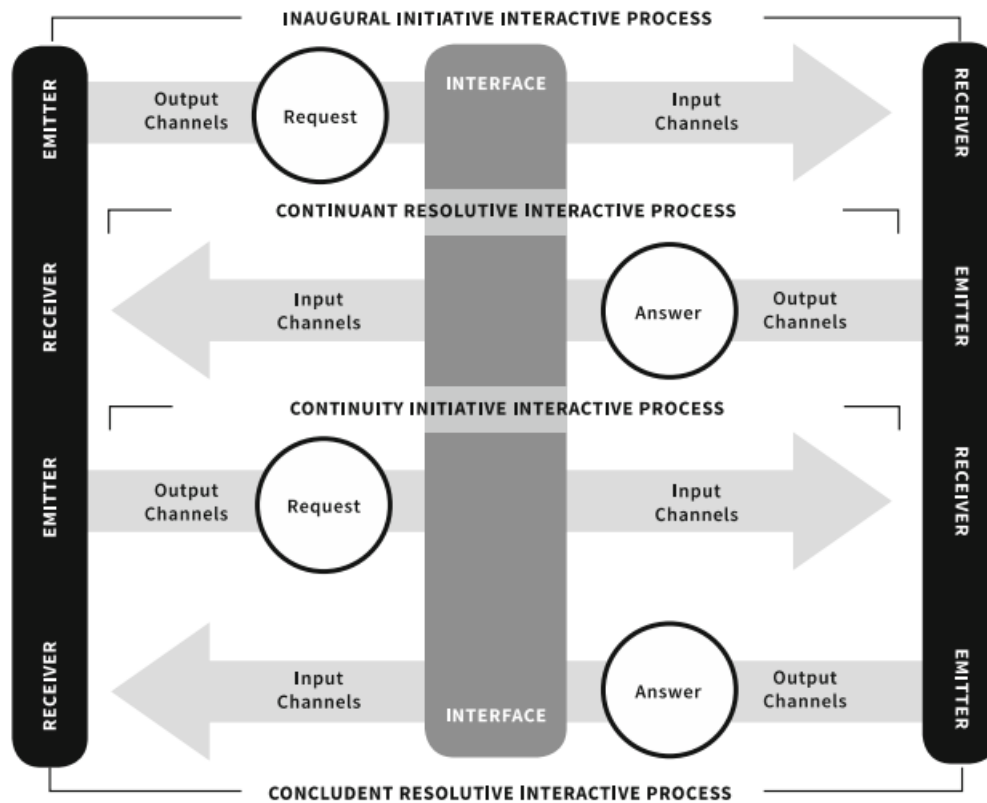 INAUGURAL INITIATIVE INTERACTIVE PROCESS
EMITTER
Output
Channels
Request
INTERFACE
Input
Channels
RECEIVER
CONTINUANT RESOLUTIVE INTERACTIVE PROCESS
RECEIVER
Input
Channels
Answer
Output
Channels
EMITTER
CONTINUITY INITIATIVE INTERACTIVE PROCESS
EMITTER
Output
Channels
Request
Input
Channels
RECEIVER
RECEIVER
Input
Channels
INTERFACE
Answer
Output
Channels
EMITTER
CONCLUDENT RESOLUTIVE INTERACTIVE PROCESS